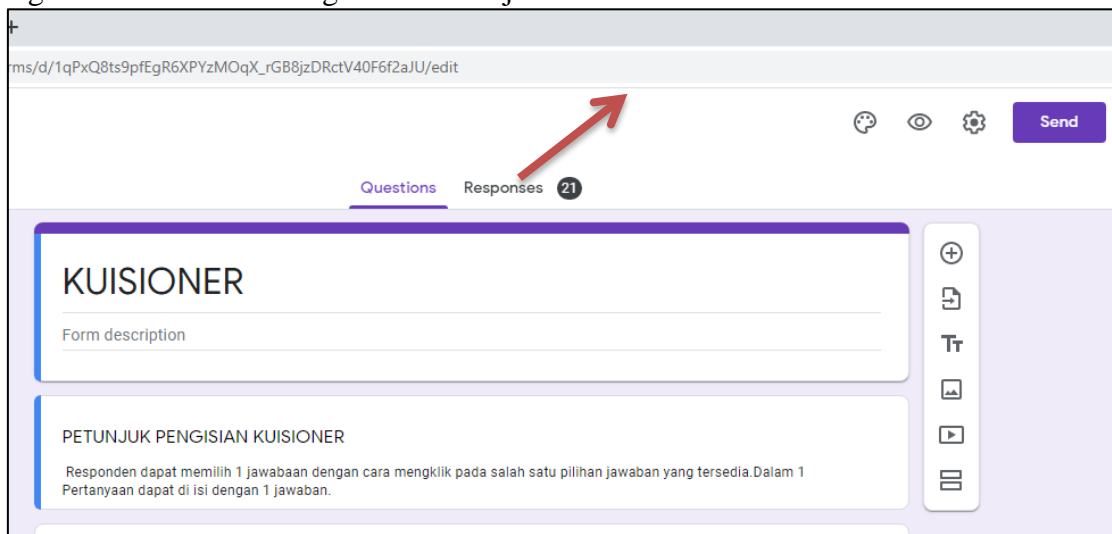 rms/d/1qPxQ8ts9pfEgR6XPYzMOqX_rGB8jzDRctV40F6f2aJU/edit
Send
Questions Responses 21
KUISIONER
Form description
Tт
PETUNJUK PENGISIAN KUISIONER
Responden dapat memilih 1 jawabaan dengan cara mengklik pada salah satu pilihan jawaban yang tersedia.Dalam 1
Pertanyaan dapat di isi dengan 1 jawaban.